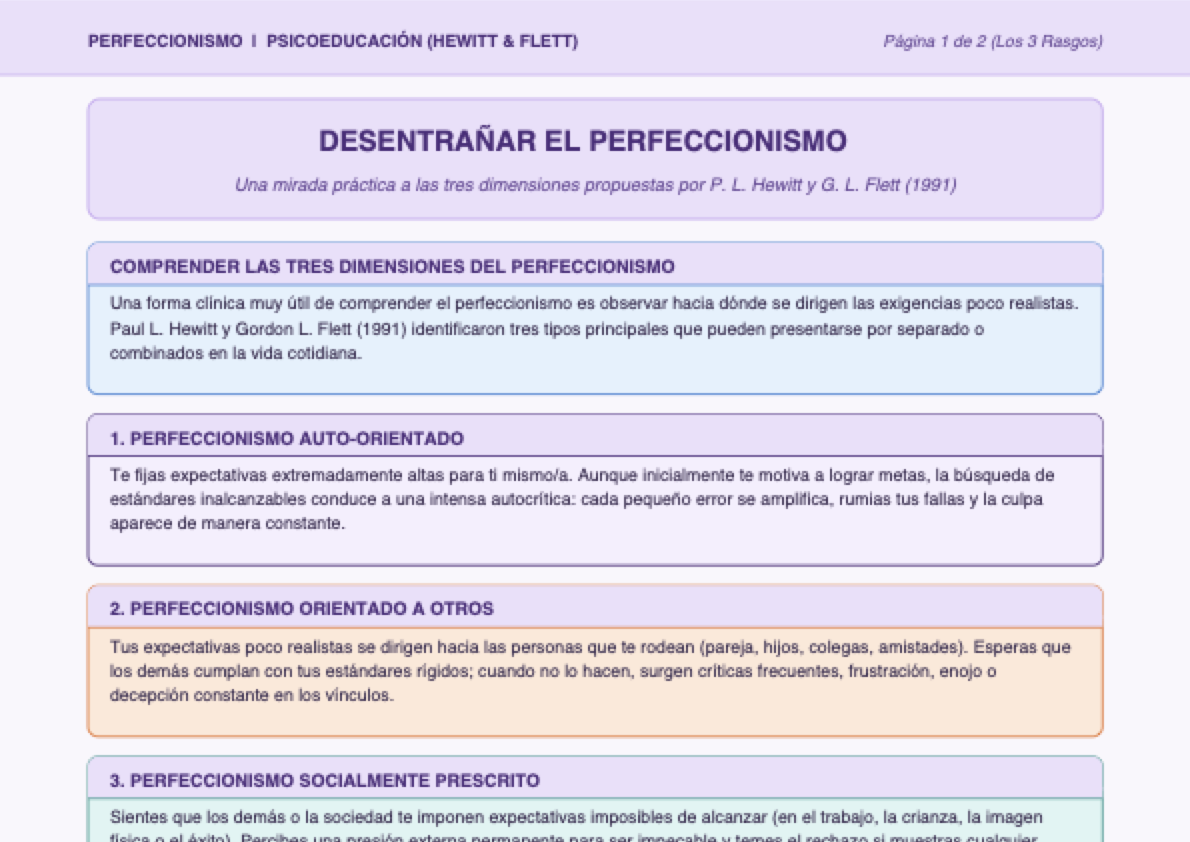 PERFECCIONISMO | PSICOEDUCACIÓN (HEWITT & FLETT)
Página 1 de 2 (Los 3 Rasgos)
DESENTRAÑAR EL PERFECCIONISMO
Una mirada práctica a las tres dimensiones propuestas por P. L. Hewitt y G. L. Flett (1991)
COMPRENDER LAS TRES DIMENSIONES DEL PERFECCIONISMO
Una forma clínica muy útil de comprender el perfeccionismo es observar hacia dónde se dirigen las exigencias poco realistas.
Paul L. Hewitt y Gordon L. Flett (1991) identificaron tres tipos principales que pueden presentarse por separado o
combinados en la vida cotidiana.
1. PERFECCIONISMO AUTO-ORIENTADO
Te fijas expectativas extremadamente altas para ti mismo/a. Aunque inicialmente te motiva a lograr metas, la búsqueda de
estándares inalcanzables conduce a una intensa autocrítica: cada pequeño error se amplifica, rumias tus fallas y la culpa
aparece de manera constante.
2. PERFECCIONISMO ORIENTADO A OTROS
Tus expectativas poco realistas se dirigen hacia las personas que te rodean (pareja, hijos, colegas, amistades). Esperas que
los demás cumplan con tus estándares rígidos; cuando no lo hacen, surgen críticas frecuentes, frustración, enojo o
decepción constante en los vínculos.
3. PERFECCIONISMO SOCIALMENTE PRESCRITO
Sientes que los demás o la sociedad te imponen expectativas imposibles de alcanzar (en el trabajo, la crianza, la imagen
física o el éxito). Percibes una presión externa permanente para ser impecable y temes el rechazo si muestras cualquier